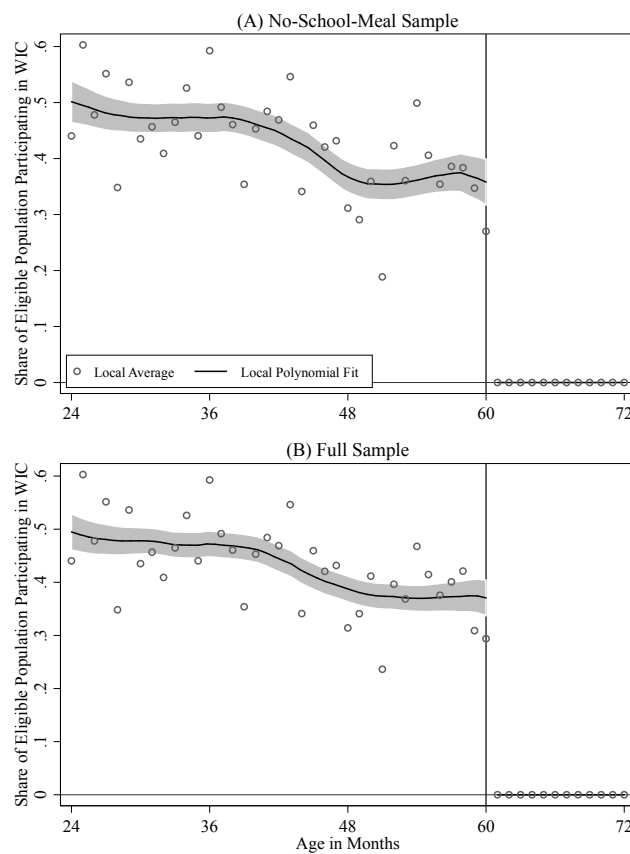 (A) No-School-Meal Sample
Share of Eligible Population Participating in WIC
.6
.5
.4
.3
.2
.1
0
Local Average
Local Polynomial Fit
24 36 48 60 72
(B) Full Sample
Share of Eligible Population Participating in WIC
.6
.5
.4
.3
.2
.1
0
24 36 48 60 72
Age in Months